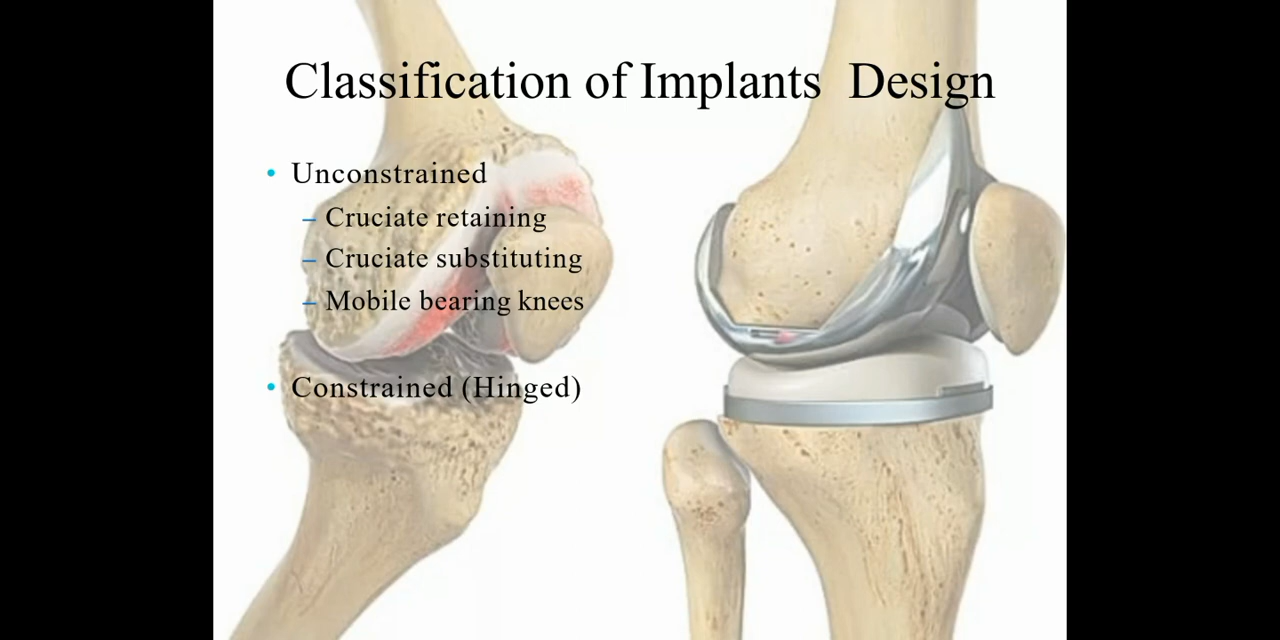 Classification of Implants  Design
• Unconstrained
– Cruciate retaining
– Cruciate substituting
– Mobile bearing knees
• Constrained (Hinged)